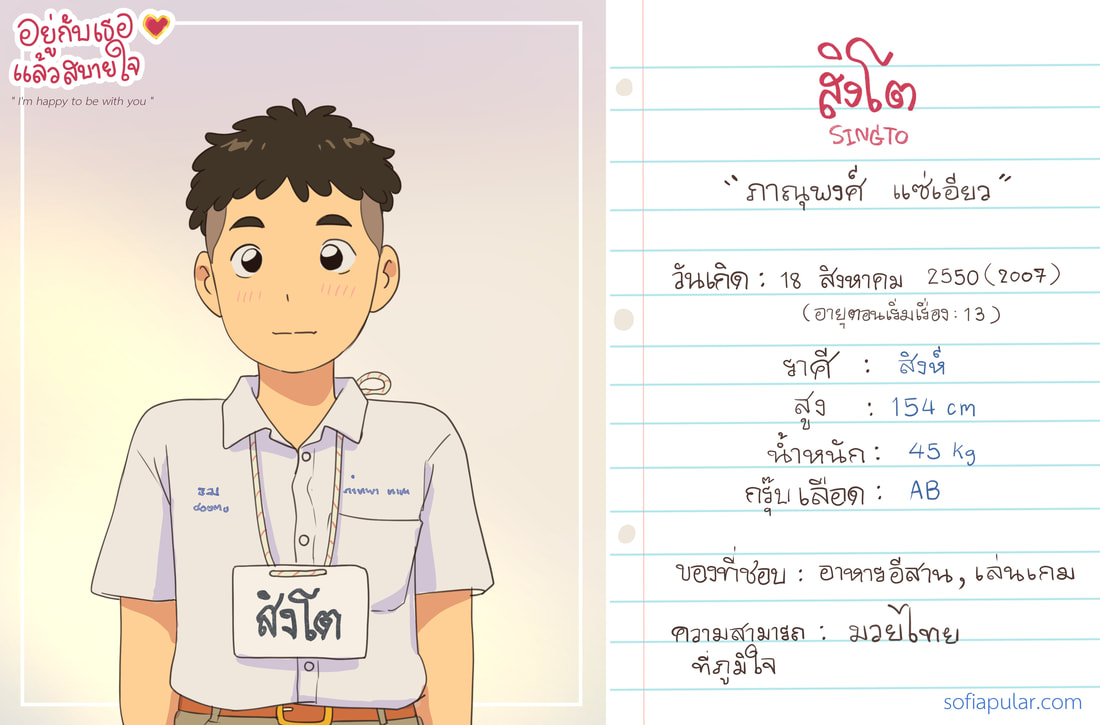 อยู่กับเธอ
แล้วสบายใจ
" I'm happy to be with you "
สิงโต
สิงโต
SINGTO
"ภาณุพงศ์ แซ่เอียว"
วันเกิด : 18 สิงหาคม 2550 (2007)
(อายุตอนเริ่มเรื่อง : 13)
ราศี : สิงห์
สูง : 154 cm
น้ำหนัก : 45 kg
กรุ๊บเลือด : AB
ของที่ชอบ : อาหารอีสาน, เล่นเกม
ความสามารถ : มวยไทย
ที่ภูมิใจ
sofiapular.com